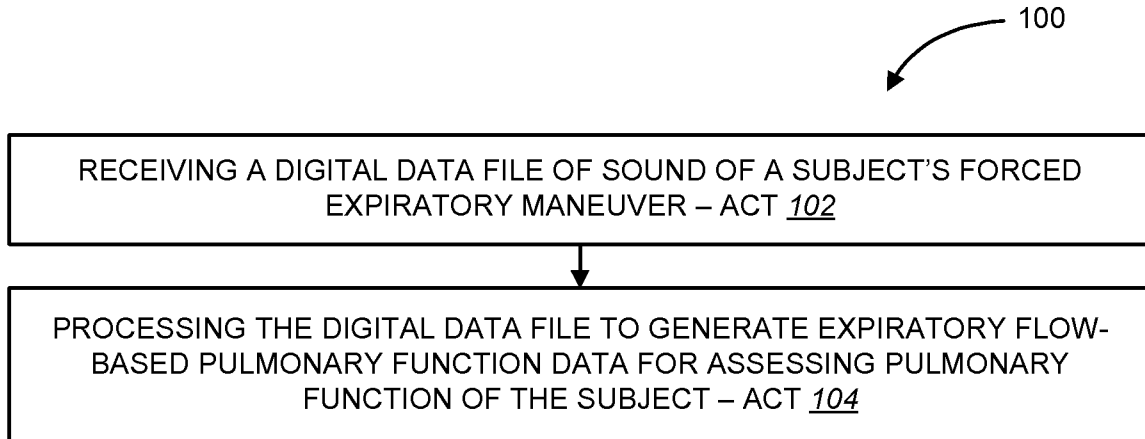 100
RECEIVING A DIGITAL DATA FILE OF SOUND OF A SUBJECT’S FORCED
EXPIRATORY MANEUVER – ACT 102
PROCESSING THE DIGITAL DATA FILE TO GENERATE EXPIRATORY FLOW-
BASED PULMONARY FUNCTION DATA FOR ASSESSING PULMONARY
FUNCTION OF THE SUBJECT – ACT 104